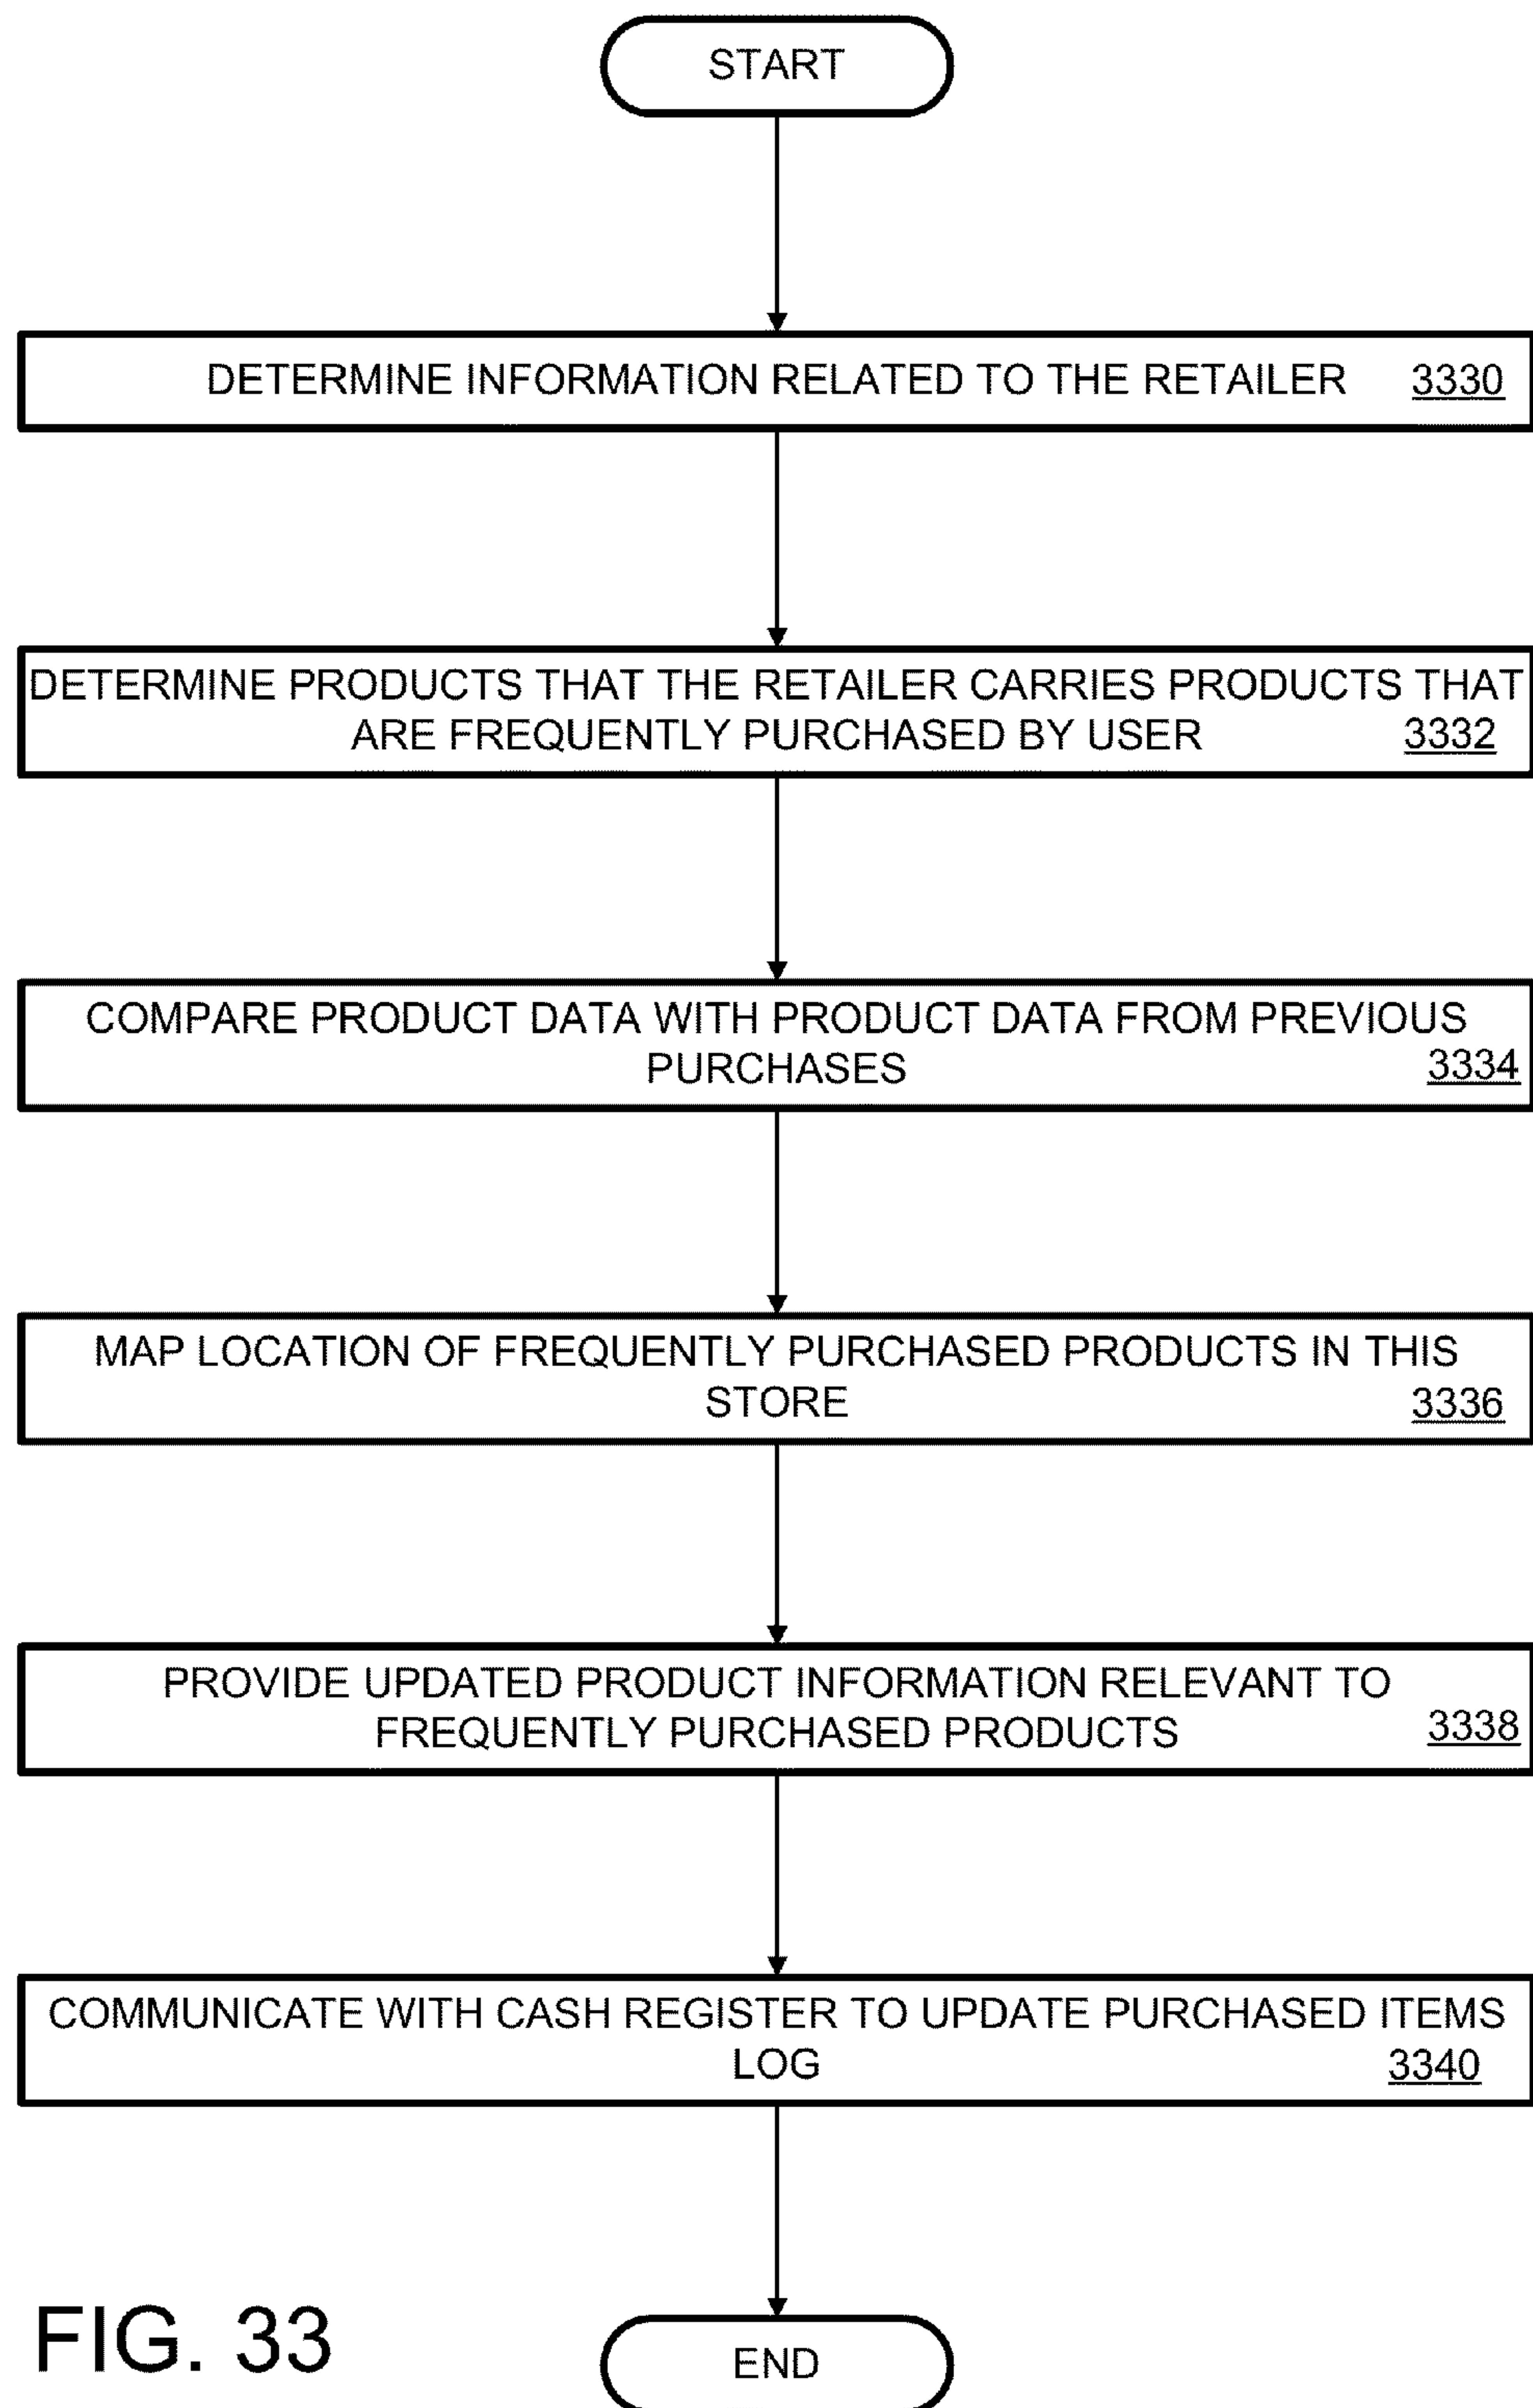 START
DETERMINE INFORMATION RELATED TO THE RETAILER 3330
DETERMINE PRODUCTS THAT THE RETAILER CARRIES PRODUCTS THAT
ARE FREQUENTLY PURCHASED BY USER 3332
COMPARE PRODUCT DATA WITH PRODUCT DATA FROM PREVIOUS
PURCHASES 3334
MAP LOCATION OF FREQUENTLY PURCHASED PRODUCTS IN THIS
STORE 3336
PROVIDE UPDATED PRODUCT INFORMATION RELEVANT TO
FREQUENTLY PURCHASED PRODUCTS 3338
COMMUNICATE WITH CASH REGISTER TO UPDATE PURCHASED ITEMS
LOG 3340
FIG. 33
END